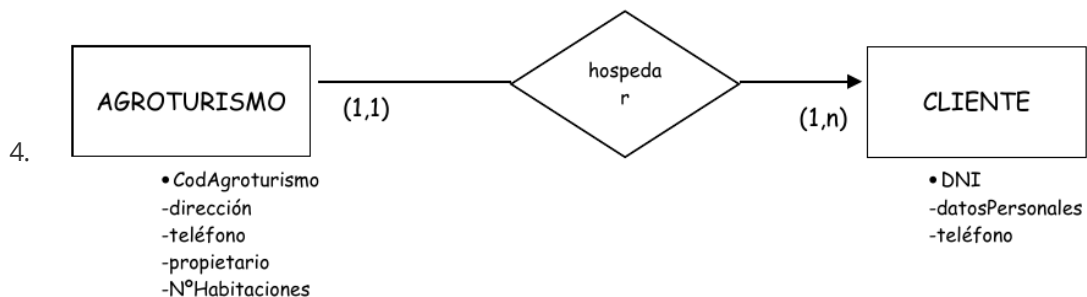 4.
AGROTURISMO
(1,1)
hospeda
r
(1,n)
CLIENTE
• CodAgroturismo
-dirección
-teléfono
-propietario
-NºHabitaciones
• DNI
-datosPersonales
-teléfono